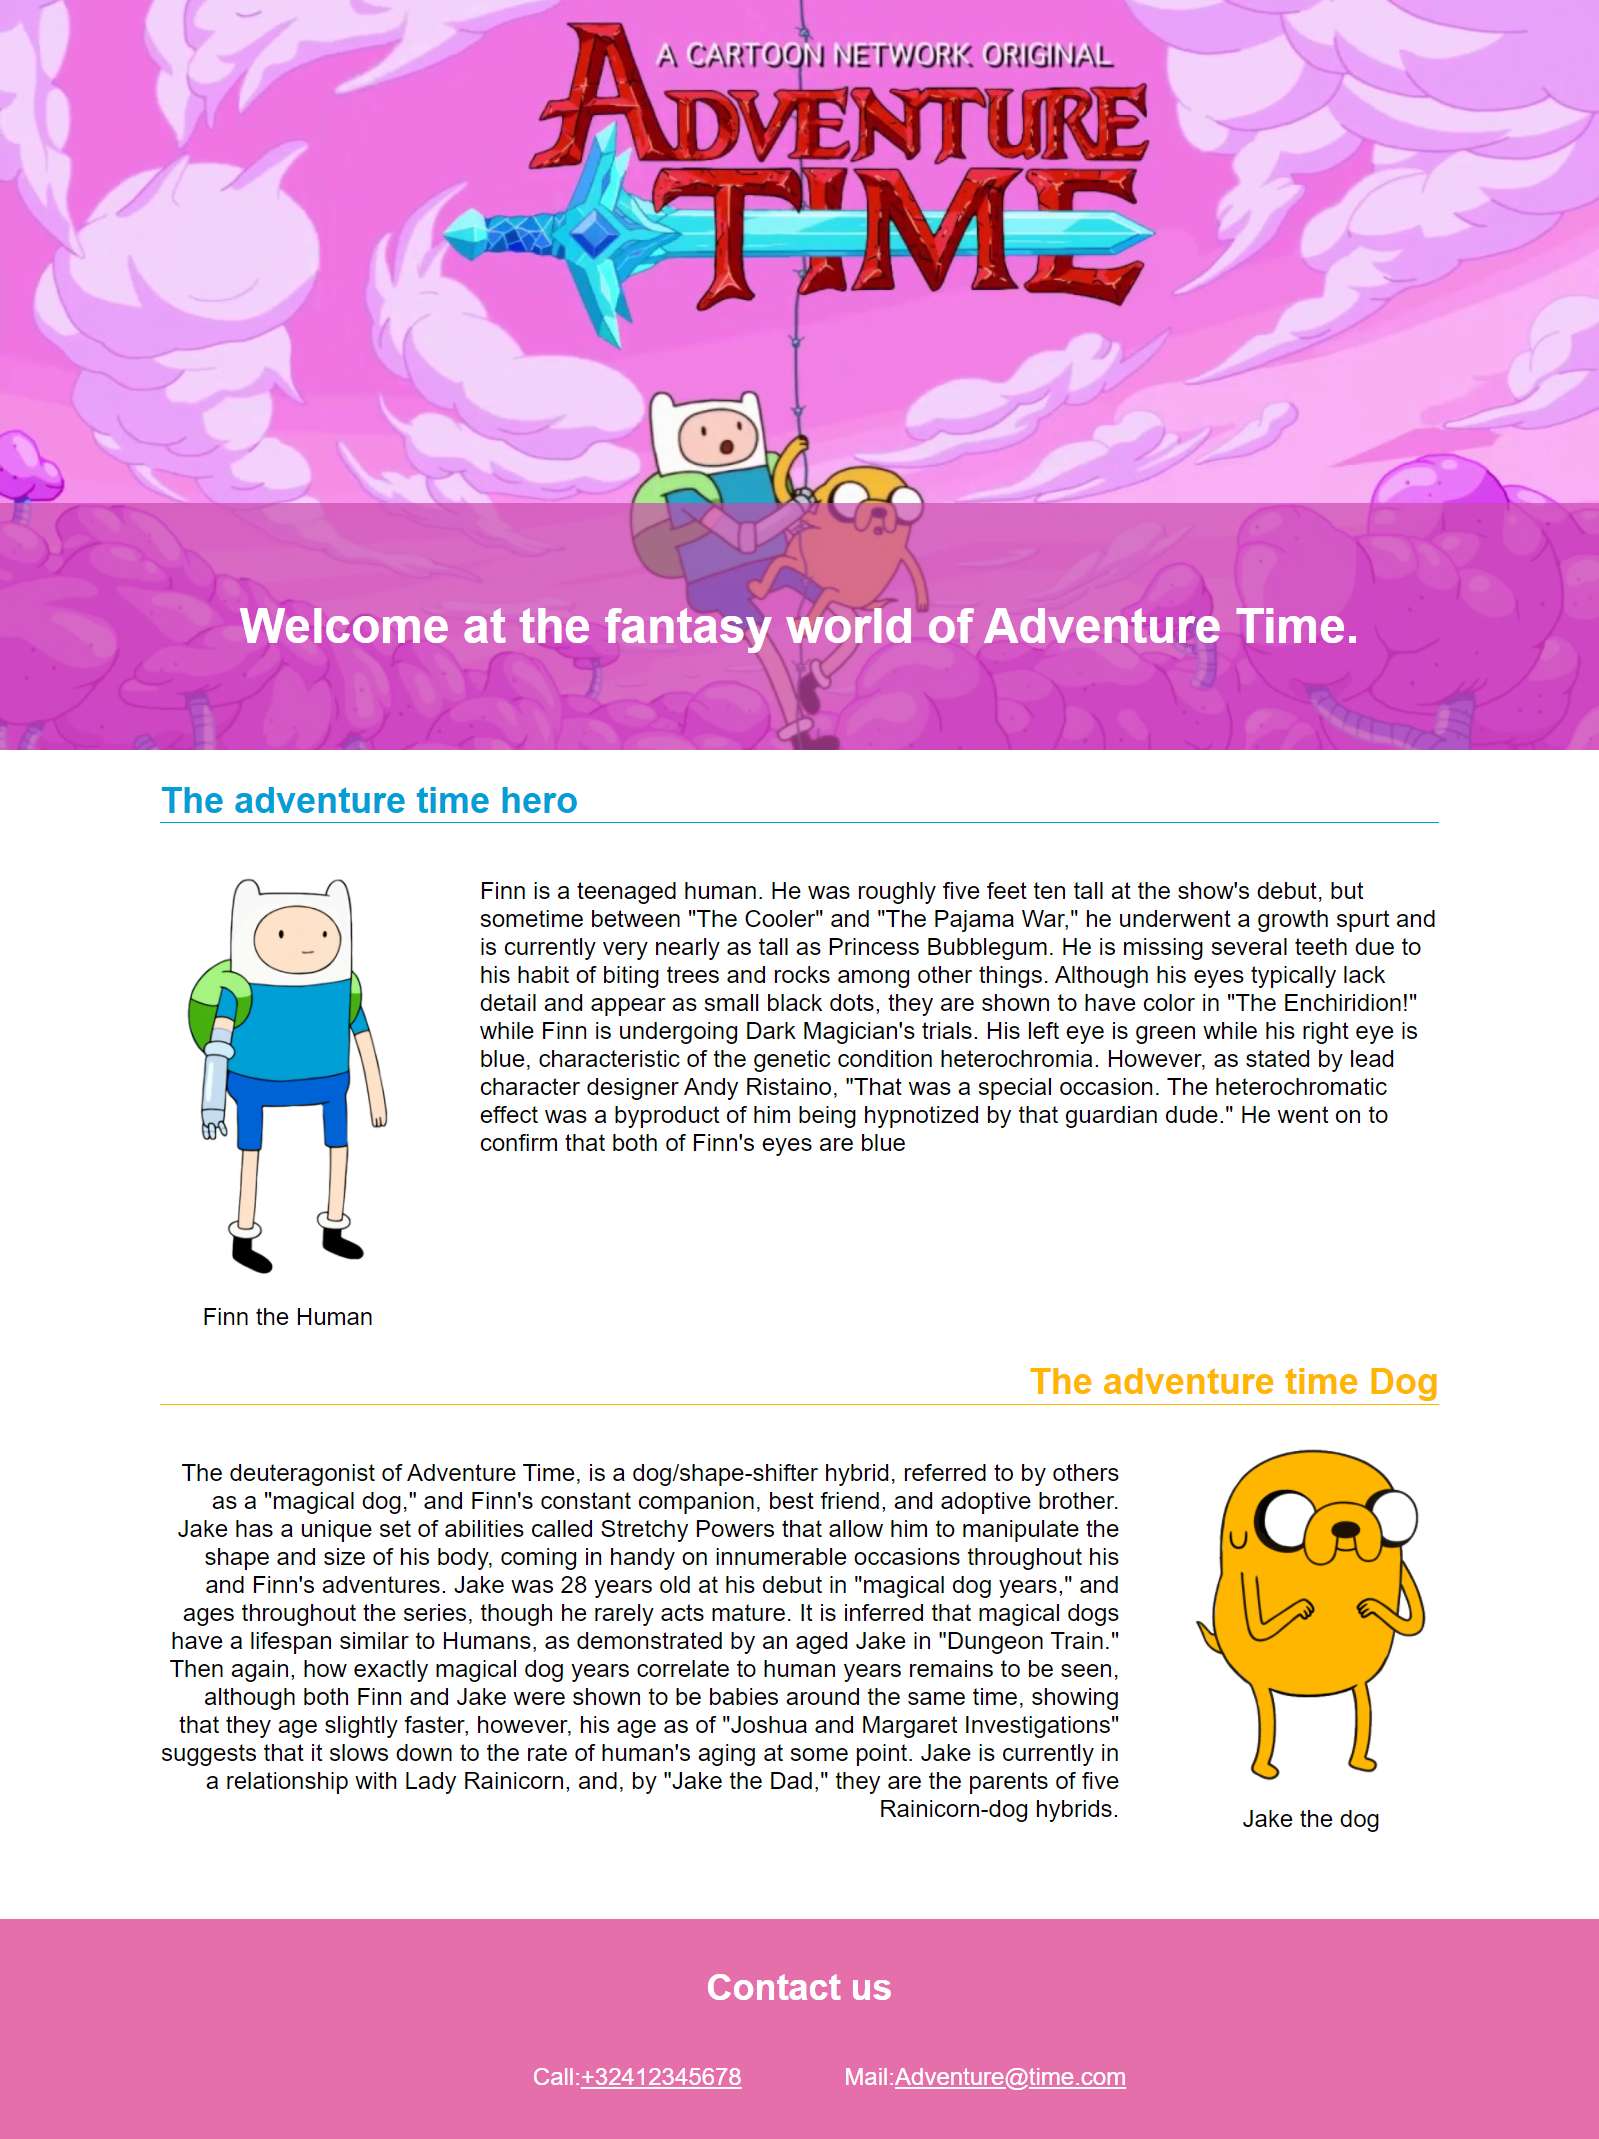 A CARTOON NETWORK ORIGINAL
ADVENTURE
TIME
Welcome at the fantasy world of Adventure Time.
The adventure time hero
Finn is a teenaged human. He was roughly five feet ten tall at the show's debut, but
sometime between "The Cooler" and "The Pajama War," he underwent a growth spurt and
is currently very nearly as tall as Princess Bubblegum. He is missing several teeth due to
his habit of biting trees and rocks among other things. Although his eyes typically lack
detail and appear as small black dots, they are shown to have color in "The Enchiridion!"
while Finn is undergoing Dark Magician's trials. His left eye is green while his right eye is
blue, characteristic of the genetic condition heterochromia. However, as stated by lead
character designer Andy Ristaino, "That was a special occasion. The heterochromatic
effect was a byproduct of him being hypnotized by that guardian dude." He went on to
confirm that both of Finn's eyes are blue
Finn the Human
The adventure time Dog
The deuteragonist of Adventure Time, is a dog/shape-shifter hybrid, referred to by others
as a "magical dog," and Finn's constant companion, best friend, and adoptive brother.
Jake has a unique set of abilities called Stretchy Powers that allow him to manipulate the
shape and size of his body, coming in handy on innumerable occasions throughout his
and Finn's adventures. Jake was 28 years old at his debut in "magical dog years," and
ages throughout the series, though he rarely acts mature. It is inferred that magical dogs
have a lifespan similar to Humans, as demonstrated by an aged Jake in "Dungeon Train."
Then again, how exactly magical dog years correlate to human years remains to be seen,
although both Finn and Jake were shown to be babies around the same time, showing
that they age slightly faster, however, his age as of "Joshua and Margaret Investigations"
suggests that it slows down to the rate of human's aging at some point. Jake is currently in
a relationship with Lady Rainicorn, and, by "Jake the Dad," they are the parents of five
Rainicorn-dog hybrids.
Jake the dog
Contact us
Call:+32412345678
Mail:Adventure@time.com